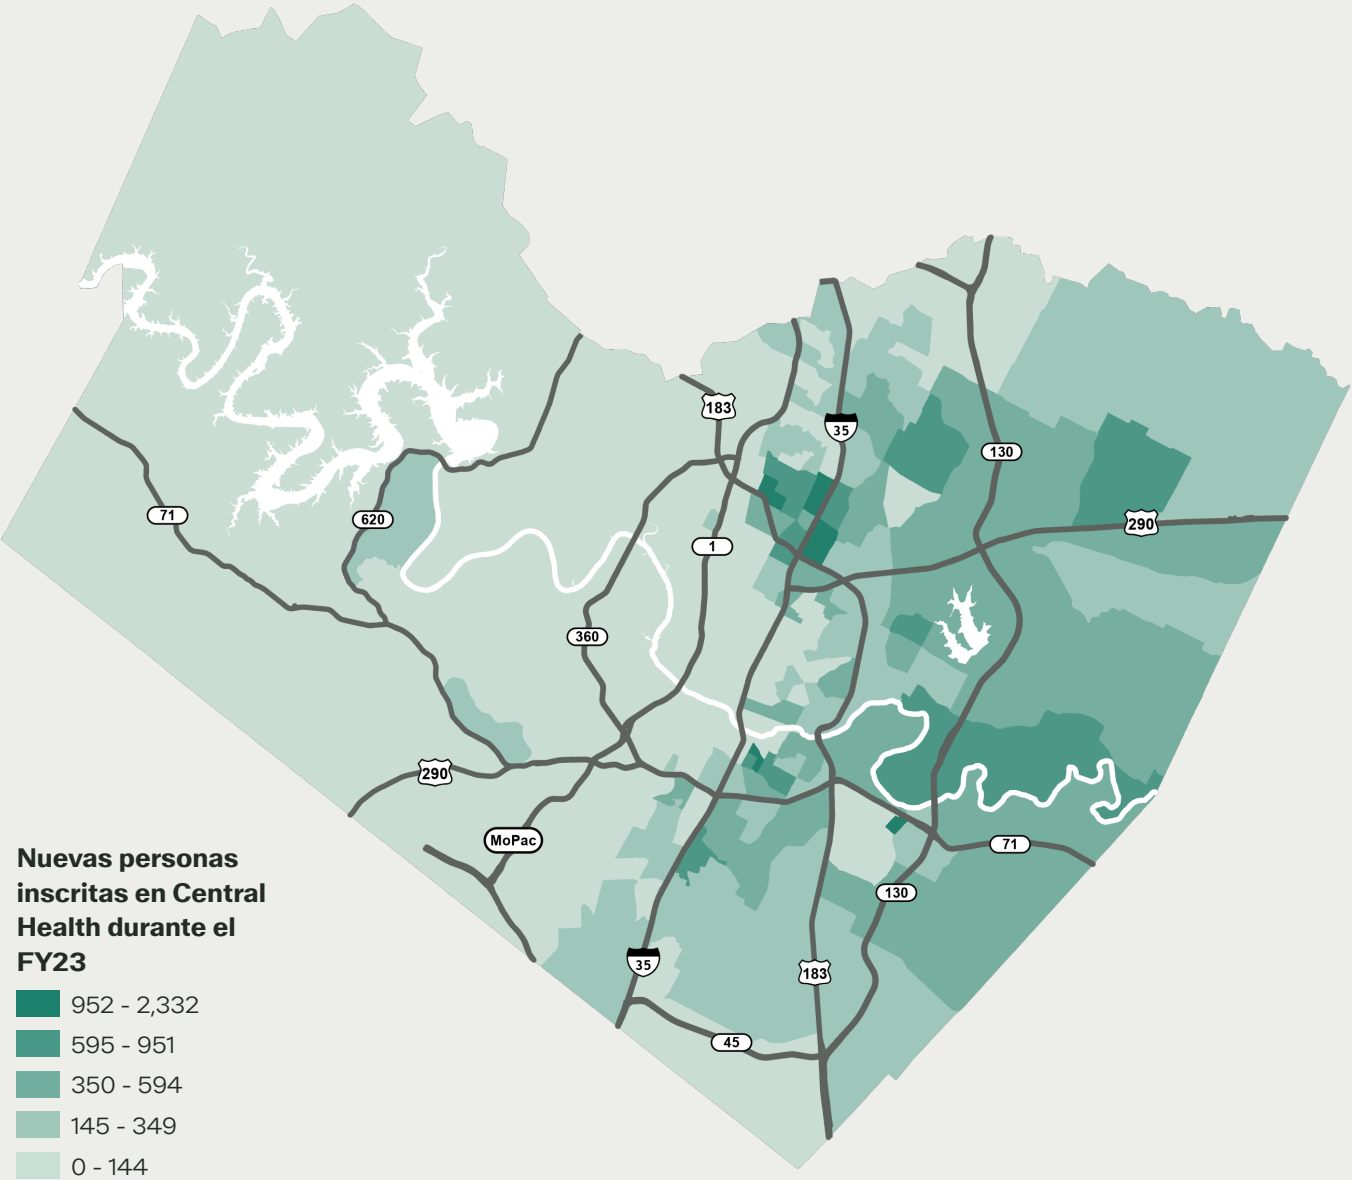 183
35
130
290
71
620
1
360
290
MoPac
71
130
35
183
45
Nuevas personas
inscritas en Central
Health durante el
FY23
952 - 2,332
595 - 951
350 - 594
145 - 349
0 - 144